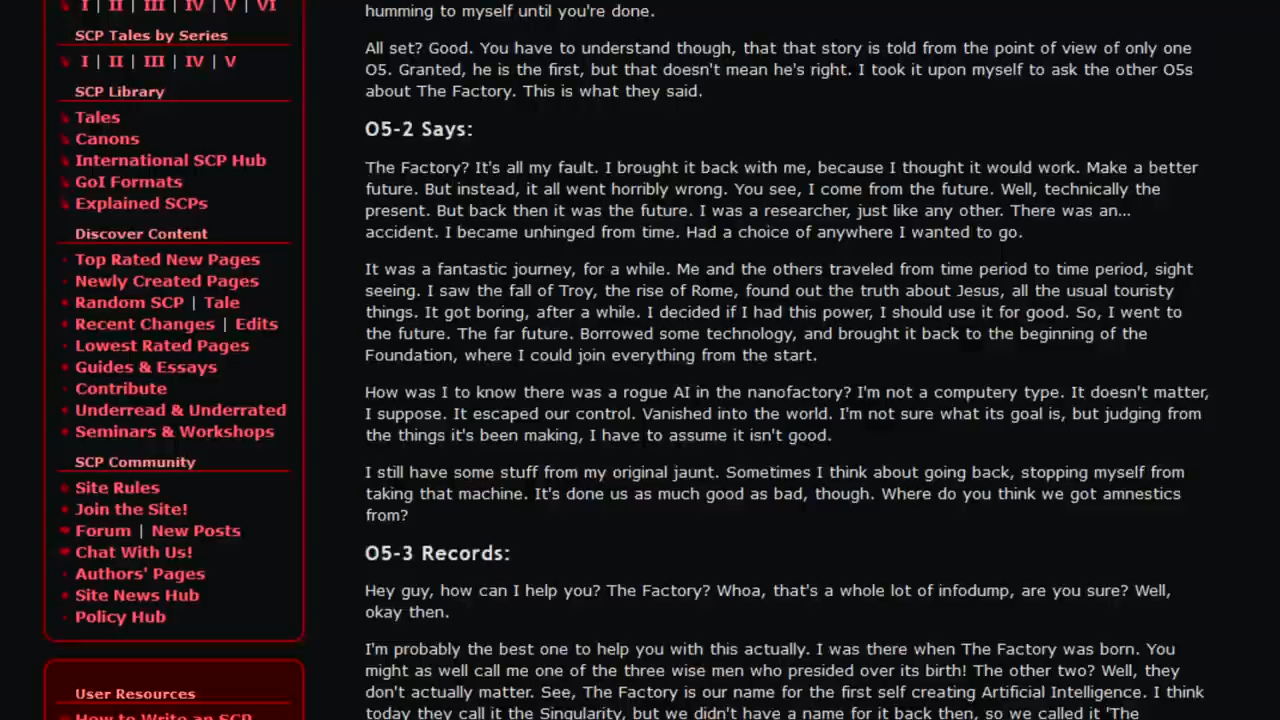 I | II | III | IV | V | VI
SCP Tales by Series
I | II | III | IV | V
SCP Library
Tales
Canons
International SCP Hub
GoI Formats
Explained SCPs
Discover Content
Top Rated New Pages
Newly Created Pages
Random SCP | Tale
Recent Changes | Edits
Lowest Rated Pages
Guides & Essays
Contribute
Underread & Underrated
Seminars & Workshops
SCP Community
Site Rules
Join the Site!
Forum | New Posts
Chat With Us!
Authors' Pages
Site News Hub
Policy Hub
User Resources
How to Write an SCP
humming to myself until you're done.
All set? Good. You have to understand though, that that story is told from the point of view of only one
O5. Granted, he is the first, but that doesn't mean he's right. I took it upon myself to ask the other O5s
about The Factory. This is what they said.
O5-2 Says:
The Factory? It's all my fault. I brought it back with me, because I thought it would work. Make a better
future. But instead, it all went horribly wrong. You see, I come from the future. Well, technically the
present. But back then it was the future. I was a researcher, just like any other. There was an...
accident. I became unhinged from time. Had a choice of anywhere I wanted to go.
It was a fantastic journey, for a while. Me and the others traveled from time period to time period, sight
seeing. I saw the fall of Troy, the rise of Rome, found out the truth about Jesus, all the usual touristy
things. It got boring, after a while. I decided if I had this power, I should use it for good. So, I went to
the future. The far future. Borrowed some technology, and brought it back to the beginning of the
Foundation, where I could join everything from the start.
How was I to know there was a rogue AI in the nanofactory? I'm not a computery type. It doesn't matter,
I suppose. It escaped our control. Vanished into the world. I'm not sure what its goal is, but judging from
the things it's been making, I have to assume it isn't good.
I still have some stuff from my original jaunt. Sometimes I think about going back, stopping myself from
taking that machine. It's done us as much good as bad, though. Where do you think we got amnestics
from?
O5-3 Records:
Hey guy, how can I help you? The Factory? Whoa, that's a whole lot of infodump, are you sure? Well,
okay then.
I'm probably the best one to help you with this actually. I was there when The Factory was born. You
might as well call me one of the three wise men who presided over its birth! The other two? Well, they
don't actually matter. See, The Factory is our name for the first self creating Artificial Intelligence. I think
today they call it the Singularity, but we didn't have a name for it back then, so we called it 'The